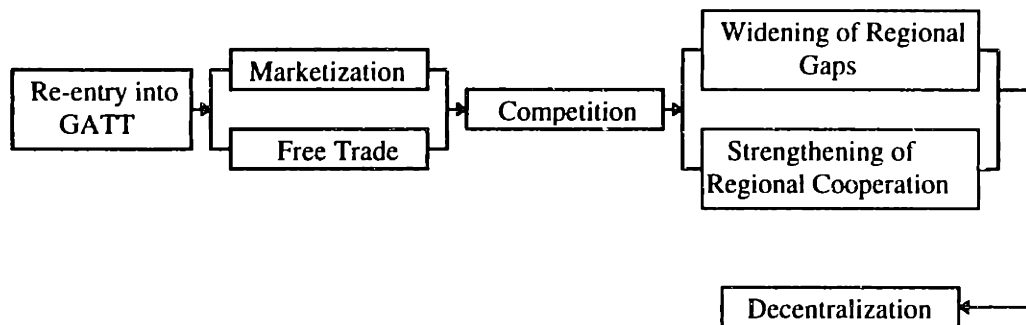 Re-entry into
GATT
Marketization
Free Trade
Competition
Widening of Regional
Gaps
Strengthening of
Regional Cooperation
Decentralization